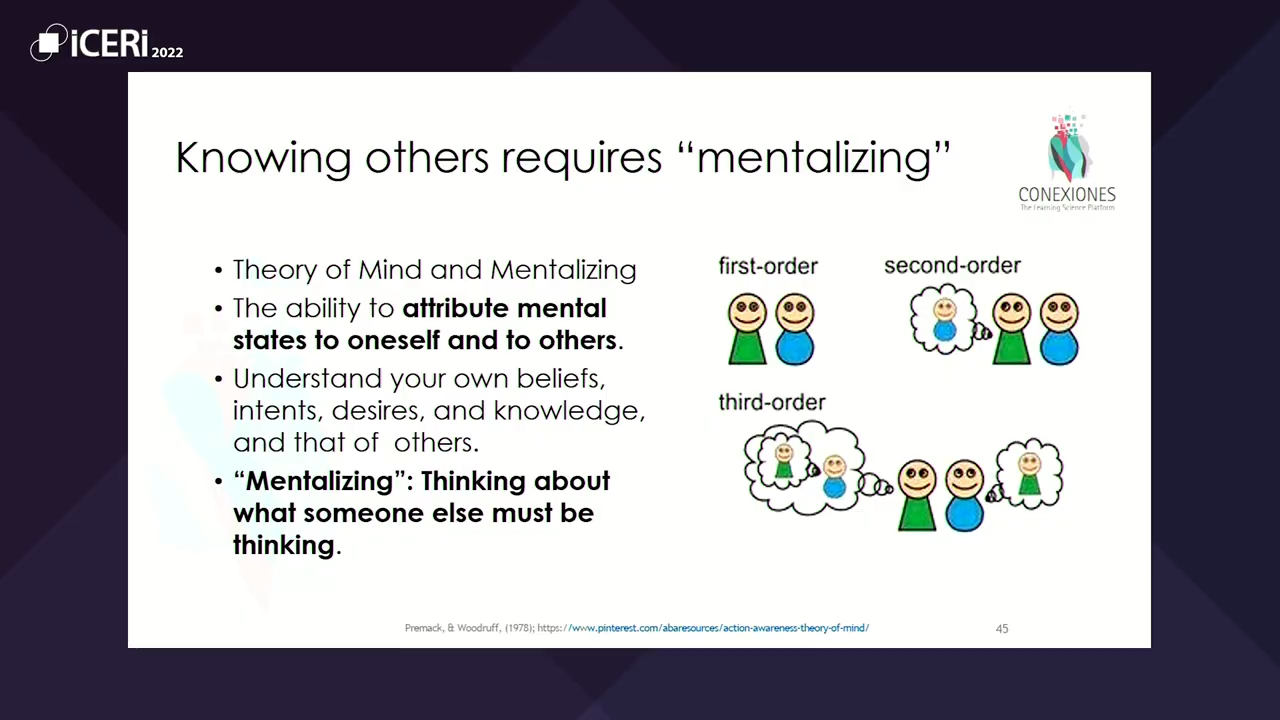 iCERi 2022
Knowing others requires “mentalizing”
CONEXIONES
The Learning Science Platform
• Theory of Mind and Mentalizing
• The ability to attribute mental
states to oneself and to others.
• Understand your own beliefs,
intents, desires, and knowledge,
and that of others.
• “Mentalizing”: Thinking about
what someone else must be
thinking.
first-order
second-order
third-order
Premack, & Woodruff, (1978); https://www.pinterest.com/abaresources/action-awareness-theory-of-mind/
45